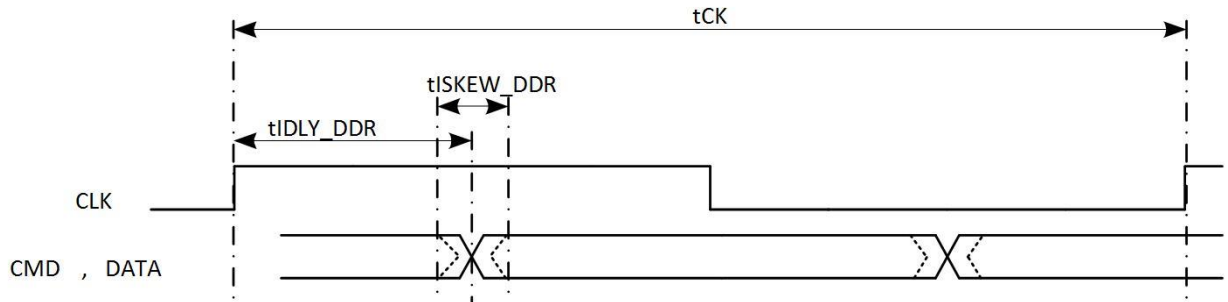 tCK
tISKEW_DDR
tIDLY_DDR
CLK
CMD , DATA